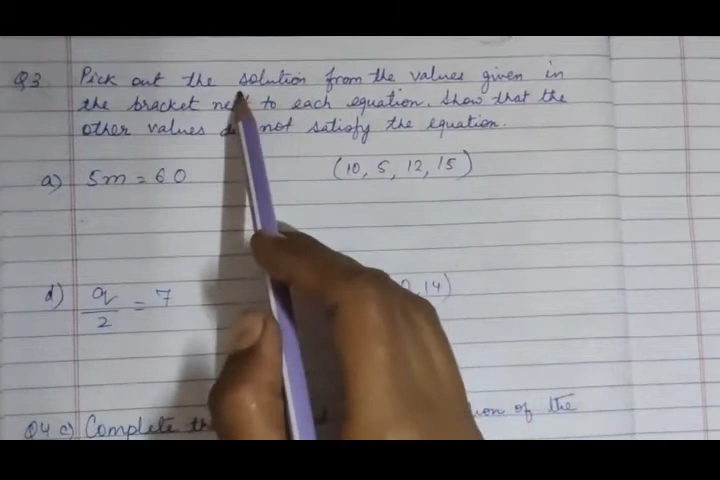 Q3 Pick out the solution from the values given in
the bracket to each equation. Show that the
other values not satisfy the equation.
a) 5m = 60 (10, 5, 12, 15)
d) q/2 = 7 , 14)
Q4 c) Complete of the